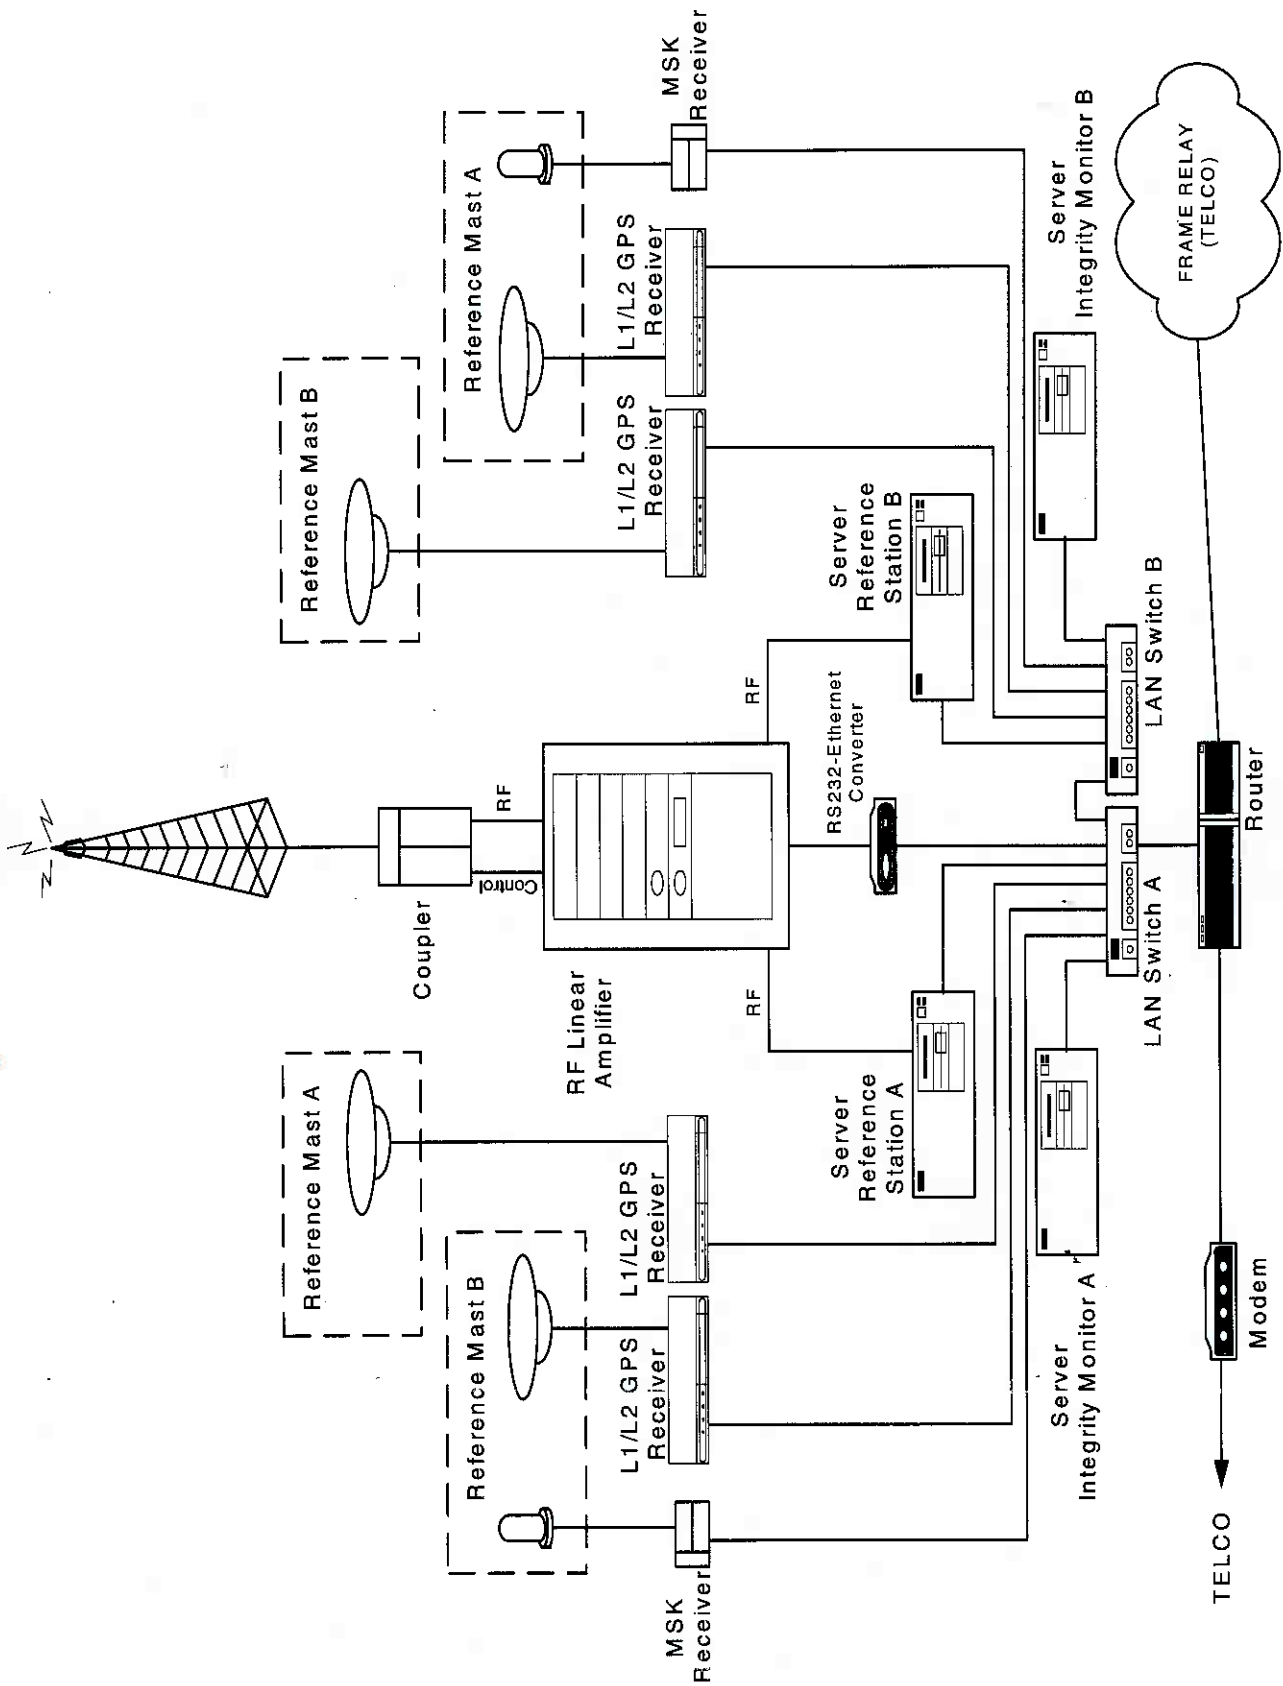 Reference Mast B
Reference Mast A
MSK
Receiver
L1/L2 GPS
Receiver
L1/L2 GPS
Receiver
Reference Mast A
Reference Mast B
L1/L2 GPS
Receiver
L1/L2 GPS
Receiver
MSK
Receiver
Coupler
RF
Control
RF Linear
Amplifier
RF
RF
RS232-Ethernet
Converter
Server
Reference
Station B
Server
Reference
Station A
Server
Integrity Monitor B
Server
Integrity Monitor A
LAN Switch B
LAN Switch A
Router
FRAME RELAY
(TELCO)
Modem
TELCO